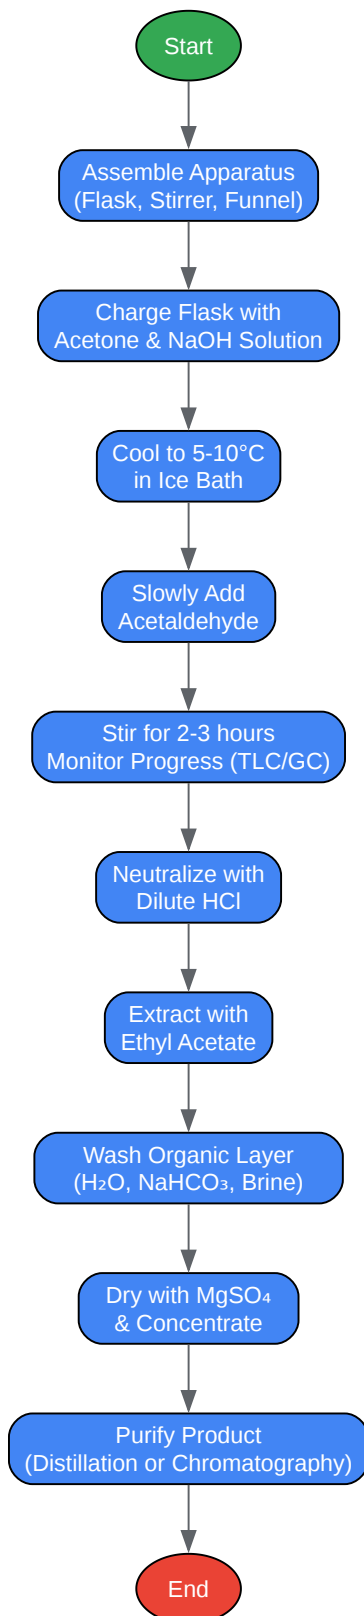 Start
Assemble Apparatus
(Flask, Stirrer, Funnel)
Charge Flask with
Acetone & NaOH Solution
Cool to 5-10°C
in Ice Bath
Slowly Add
Acetaldehyde
Stir for 2-3 hours
Monitor Progress (TLC/GC)
Neutralize with
Dilute HCl
Extract with
Ethyl Acetate
Wash Organic Layer
(H₂O, NaHCO₃, Brine)
Dry with MgSO₄
& Concentrate
Purify Product
(Distillation or Chromatography)
End